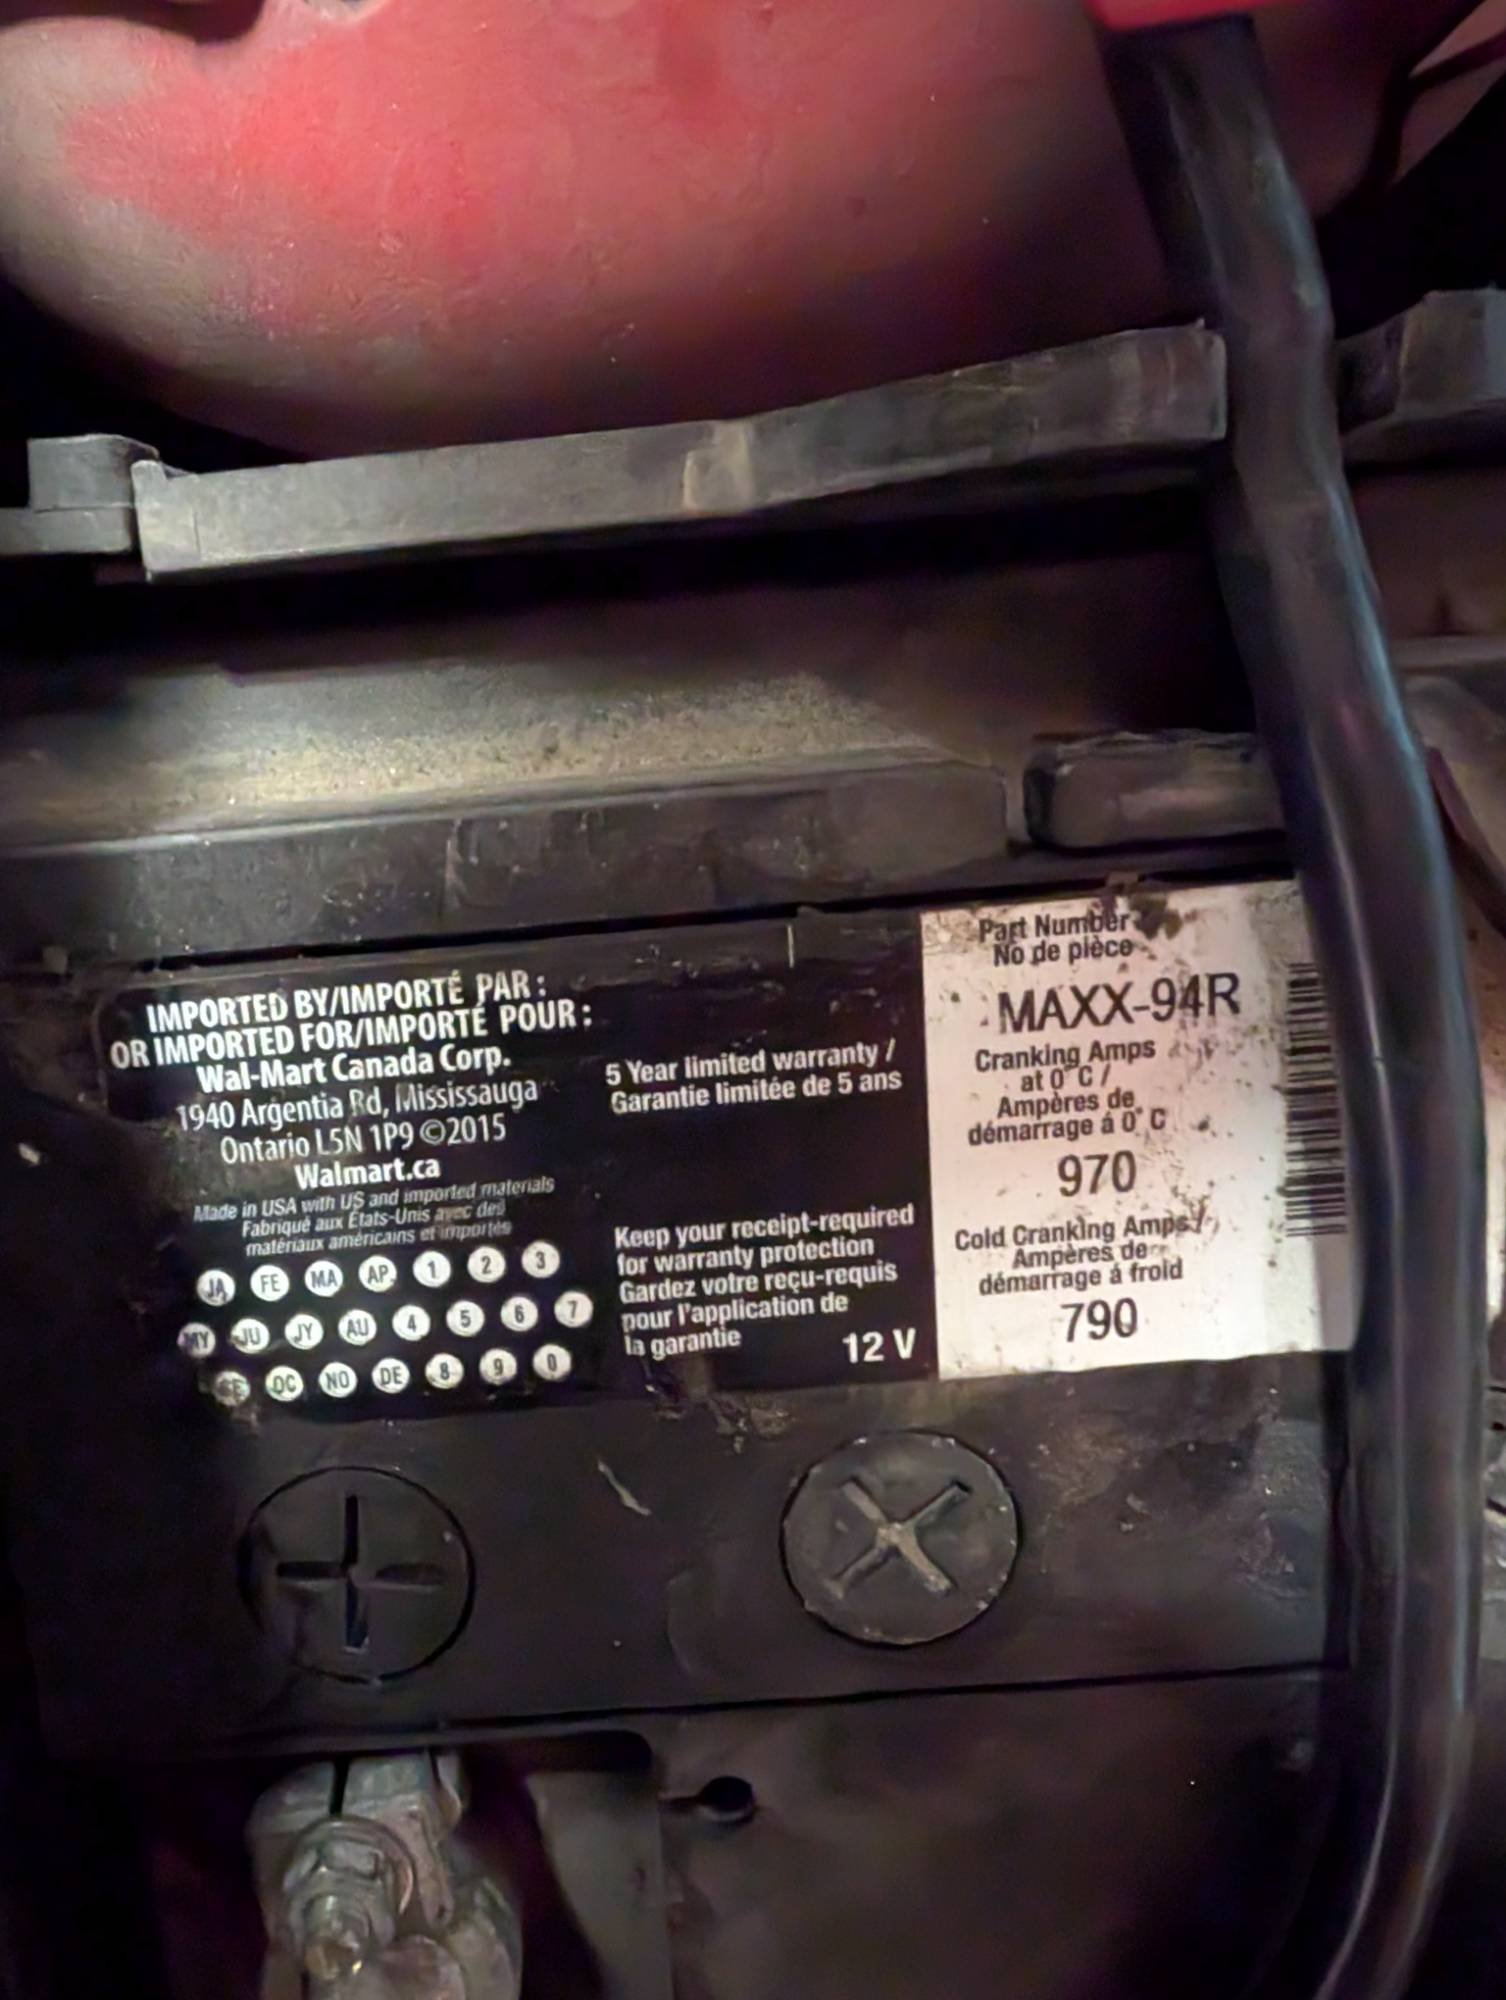 IMPORTED BY/IMPORTÉ PAR :
OR IMPORTED FOR/IMPORTÉ POUR :
Wal-Mart Canada Corp.
1940 Argentia Rd, Mississauga
Ontario L5N 1P9 ©2015
Walmart.ca
Made in USA with US and imported materials
Fabriqué aux États-Unis avec des
matériaux américains et importés
JA FE MA AP 1 2 3
MY JU JY AU 4 5 6 7
SE OC NO DE 8 9 0
5 Year limited warranty /
Garantie limitée de 5 ans
Keep your receipt-required
for warranty protection
Gardez votre reçu-requis
pour l'application de
la garantie
12 V
Part Number
No de pièce
MAXX-94R
Cranking Amps
at 0° C /
Ampères de
démarrage á 0° C
970
Cold Cranking Amps /
Ampères de
démarrage á froid
790